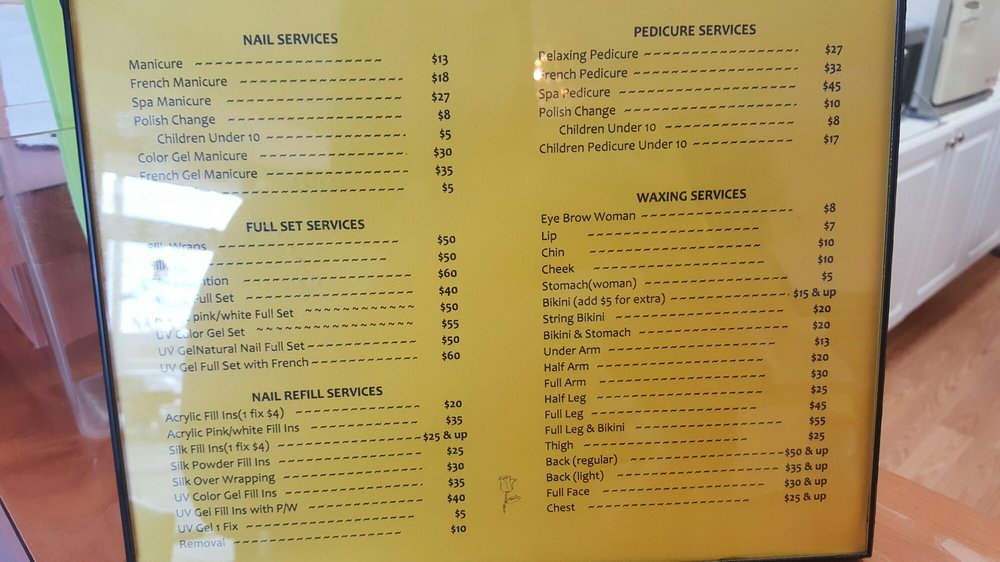 NAIL SERVICES
Manicure ~~~~~~~~~~~~~~~~~~ $13
French Manicure ~~~~~~~~~~~~~~~~ $18
Spa Manicure ~~~~~~~~~~~~~~~~~~ $27
Polish Change ~~~~~~~~~~~~~~~~~~ $8
Children Under 10 ~~~~~~~~~~~~~~ $5
Color Gel Manicure ~~~~~~~~~~~~~~~ $30
French Gel Manicure ~~~~~~~~~~~~~~ $35
~~~~~~~~~~~~~~~~ $5
FULL SET SERVICES
Silk Wraps ~~~~~~~~~~~~~~~~~~ $50
Silk ~~~~~~~~~~~~~~~~~ $50
~~~~~~~~~~~~~~~~ $60
Full Set ~~~~~~~~~~~~~~~~ $40
pink/white Full Set ~~~~~~~~~~~ $50
UV Color Gel Set ~~~~~~~~~~~~~~~ $55
UV GelNatural Nail Full Set ~~~~~~~~~~~ $50
UV Gel Full Set with French ~~~~~~~~~~~ $60
NAIL REFILL SERVICES
Acrylic Fill Ins(1 fix $4) ~~~~~~~~~~~~~ $20
Acrylic Pink/white Fill Ins ~~~~~~~~~~~~ $35
Silk Fill Ins(1 fix $4) ~~~~~~~~~~~~~~~ $25 & up
Silk Powder Fill Ins ~~~~~~~~~~~~~~~ $25
Silk Over Wrapping ~~~~~~~~~~~~~~ $30
UV Color Gel Fill Ins ~~~~~~~~~~~~~~ $35
UV Gel Fill Ins with P/W ~~~~~~~~~~~~ $40
UV Gel 1 Fix ~~~~~~~~~~~~~~~~~ $5
Removal ~~~~~~~~~~~~~~~~~ $10
PEDICURE SERVICES
Relaxing Pedicure ~~~~~~~~~~~~~~~~ $27
French Pedicure ~~~~~~~~~~~~~~~~~ $32
Spa Pedicure ~~~~~~~~~~~~~~~~~~~ $45
Polish Change ~~~~~~~~~~~~~~~~~~ $10
Children Under 10 ~~~~~~~~~~~~~~ $8
Children Pedicure Under 10 ~~~~~~~~~~~ $17
WAXING SERVICES
Eye Brow Woman ~~~~~~~~~~~~~~~~ $8
Lip ~~~~~~~~~~~~~~~~~~ $7
Chin ~~~~~~~~~~~~~~~~~~ $10
Cheek ~~~~~~~~~~~~~~~~~~ $10
Stomach(woman) ~~~~~~~~~~~~~~~ $5
Bikini (add $5 for extra) ~~~~~~~~~~~~~ $15 & up
String Bikini ~~~~~~~~~~~~~~~~~ $20
Bikini & Stomach ~~~~~~~~~~~~~~~ $20
Under Arm ~~~~~~~~~~~~~~~~~ $13
Half Arm ~~~~~~~~~~~~~~~~~ $20
Full Arm ~~~~~~~~~~~~~~~~~ $30
Half Leg ~~~~~~~~~~~~~~~~~ $25
Full Leg ~~~~~~~~~~~~~~~~~ $45
Full Leg & Bikini ~~~~~~~~~~~~~~~ $55
Thigh ~~~~~~~~~~~~~~~~~ $25
Back (regular) ~~~~~~~~~~~~~~~~~ $50 & up
Back (light) ~~~~~~~~~~~~~~~~~ $35 & up
Full Face ~~~~~~~~~~~~~~~~ $30 & up
Chest ~~~~~~~~~~~~~~~~~ $25 & up